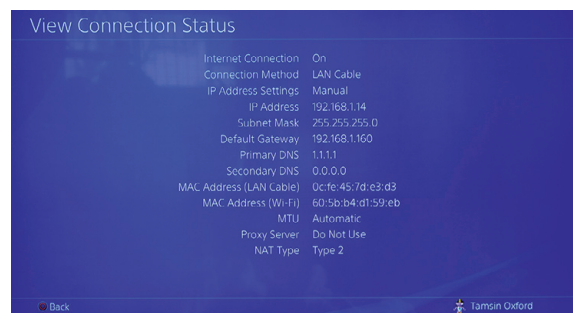 View Connection Status
Internet Connection On
Connection Method LAN Cable
IP Address Settings Manual
IP Address 192.168.1.14
Subnet Mask 255.255.255.0
Default Gateway 192.168.1.160
Primary DNS 1.1.1.1
Secondary DNS 0.0.0.0
MAC Address (LAN Cable) 0c:fe:45:7d:e3:d3
MAC Address (Wi-Fi) 60:5b:b4:d1:59:eb
MTU Automatic
Proxy Server Do Not Use
NAT Type Type 2
Back Tamsin Oxford